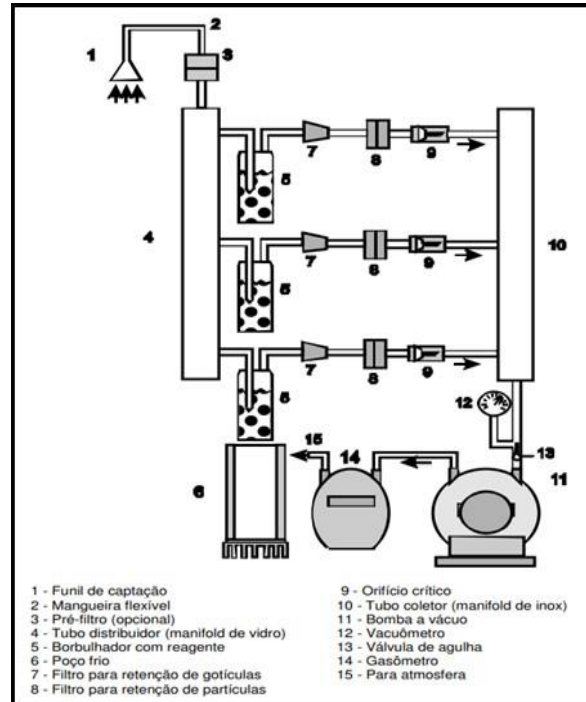 2
1
3
7
8
9
5
4
7
8
9
10
5
7
8
9
5
12
15
14
13
6
11
1 - Funil de captação
2 - Mangueira flexível
3 - Pré-filtro (opcional)
4 - Tubo distribuidor (manifold de vidro)
5 - Borbulhador com reagente
6 - Poço frio
7 - Filtro para retenção de gotículas
8 - Filtro para retenção de partículas
9 - Orifício crítico
10 - Tubo coletor (manifold de inox)
11 - Bomba a vácuo
12 - Vacuômetro
13 - Válvula de agulha
14 - Gasômetro
15 - Para atmosfera